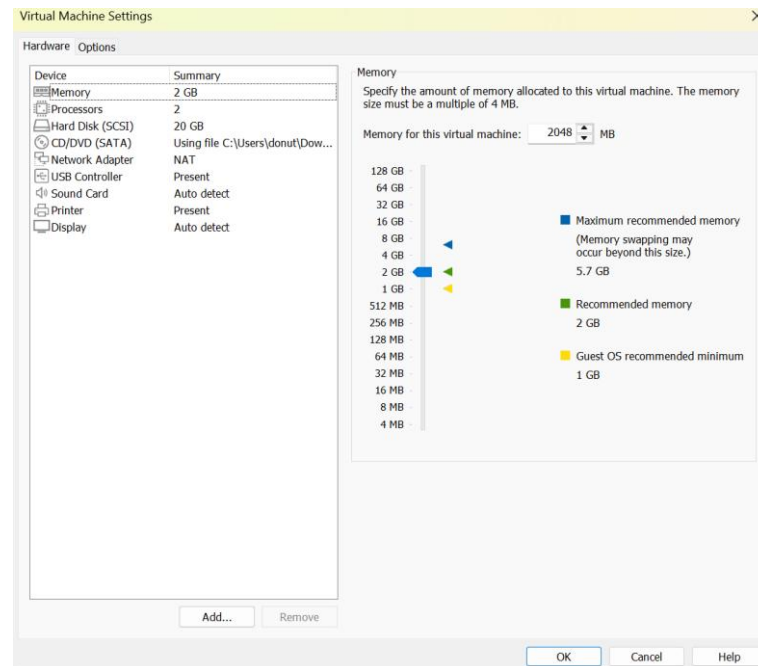 Virtual Machine Settings
Hardware Options
Device Summary
Memory 2 GB
Processors 2
Hard Disk (SCSI) 20 GB
CD/DVD (SATA) Using file C:\Users\donut\Dow...
Network Adapter NAT
USB Controller Present
Sound Card Auto detect
Printer Present
Display Auto detect
Add... Remove
Memory
Specify the amount of memory allocated to this virtual machine. The memory
size must be a multiple of 4 MB.
Memory for this virtual machine: 2048 MB
128 GB
64 GB
32 GB
16 GB
8 GB
4 GB
2 GB
1 GB
512 MB
256 MB
128 MB
64 MB
32 MB
16 MB
8 MB
4 MB
Maximum recommended memory
(Memory swapping may
occur beyond this size.)
5.7 GB
Recommended memory
2 GB
Guest OS recommended minimum
1 GB
OK Cancel Help